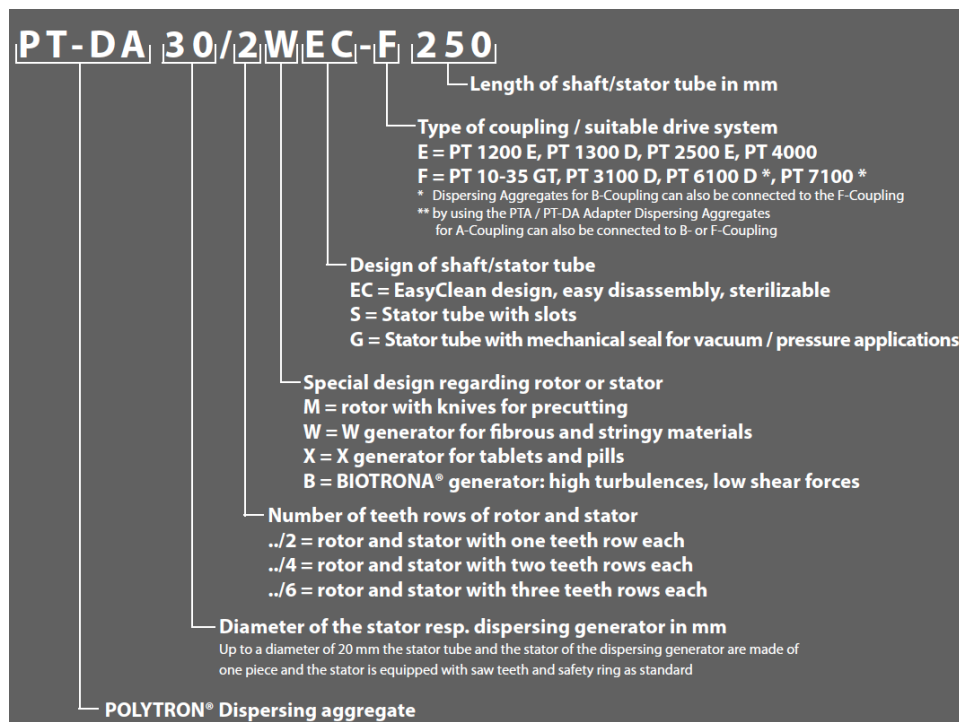 PT-DA 30/2WEC-F 250
Length of shaft/stator tube in mm
Type of coupling / suitable drive system
E = PT 1200 E, PT 1300 D, PT 2500 E, PT 4000
F = PT 10-35 GT, PT 3100 D, PT 6100 D *, PT 7100 *
* Dispersing Aggregates for B-Coupling can also be connected to the F-Coupling
** by using the PTA / PT-DA Adapter Dispersing Aggregates
for A-Coupling can also be connected to B- or F-Coupling
Design of shaft/stator tube
EC = EasyClean design, easy disassembly, sterilizable
S = Stator tube with slots
G = Stator tube with mechanical seal for vacuum / pressure applications
Special design regarding rotor or stator
M = rotor with knives for precutting
W = W generator for fibrous and stringy materials
X = X generator for tablets and pills
B = BIOTRONA® generator: high turbulences, low shear forces
Number of teeth rows of rotor and stator
../2 = rotor and stator with one teeth row each
../4 = rotor and stator with two teeth rows each
../6 = rotor and stator with three teeth rows each
Diameter of the stator resp. dispersing generator in mm
Up to a diameter of 20 mm the stator tube and the stator of the dispersing generator are made of
one piece and the stator is equipped with saw teeth and safety ring as standard
POLYTRON® Dispersing aggregate